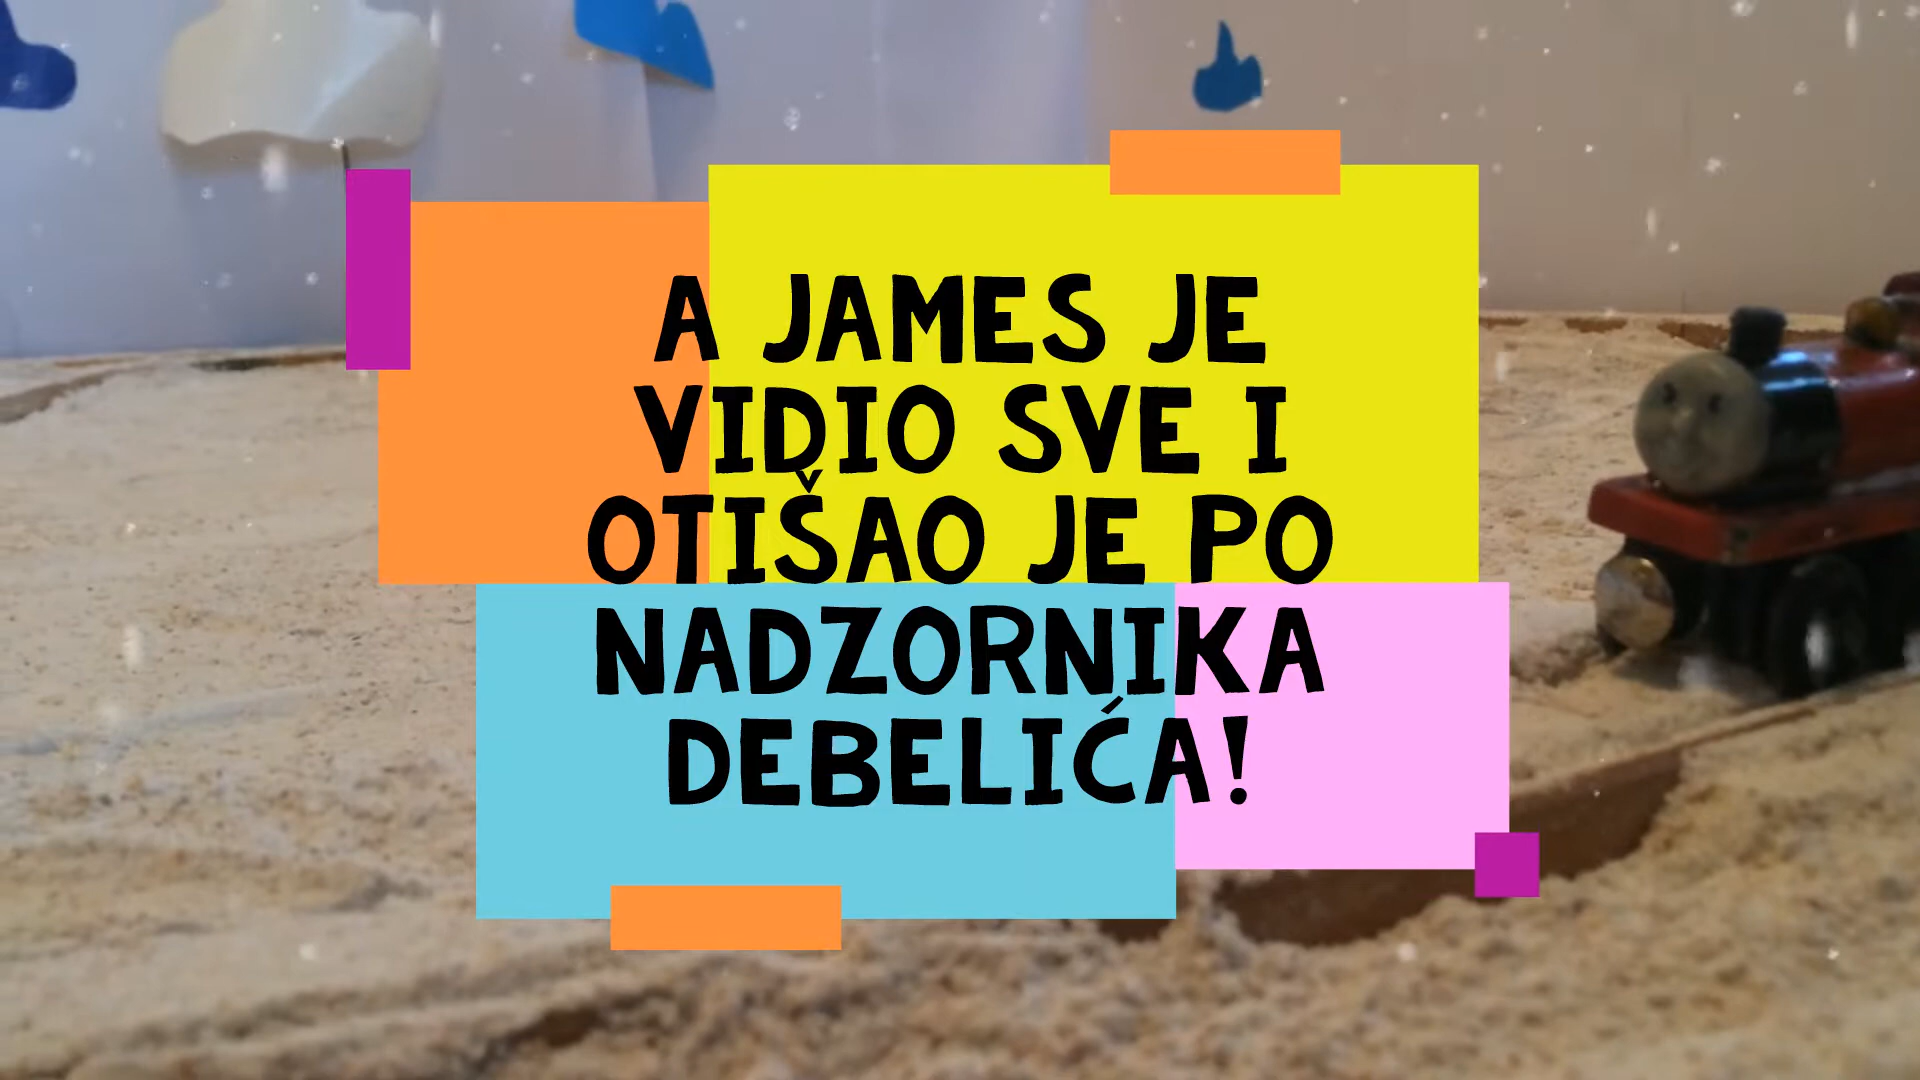 A JAMES JE
VIDIO SVE I
OTIŠAO JE PO
NADZORNIKA
DEBELIĆA!